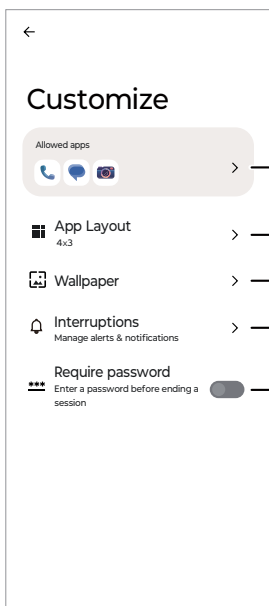 Customize
Allowed apps
App Layout
4x3
Wallpaper
Interruptions
Manage alerts & notifications
Require password
Enter a password before ending a
session